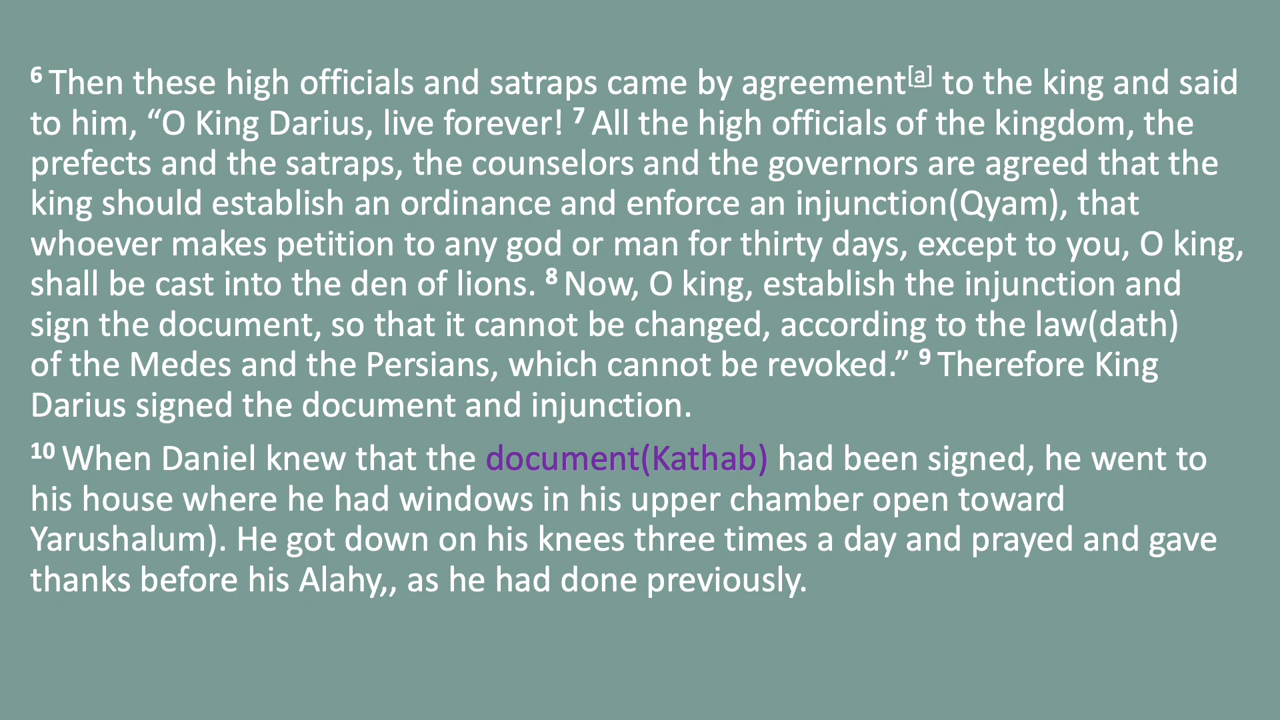 6 Then these high officials and satraps came by agreement[a] to the king and said
to him, “O King Darius, live forever! 7 All the high officials of the kingdom, the
prefects and the satraps, the counselors and the governors are agreed that the
king should establish an ordinance and enforce an injunction(Qyam), that
whoever makes petition to any god or man for thirty days, except to you, O king,
shall be cast into the den of lions. 8 Now, O king, establish the injunction and
sign the document, so that it cannot be changed, according to the law(dath)
of the Medes and the Persians, which cannot be revoked.” 9 Therefore King
Darius signed the document and injunction.
10 When Daniel knew that the document(Kathab) had been signed, he went to
his house where he had windows in his upper chamber open toward
Yarushalum). He got down on his knees three times a day and prayed and gave
thanks before his Alahy,, as he had done previously.